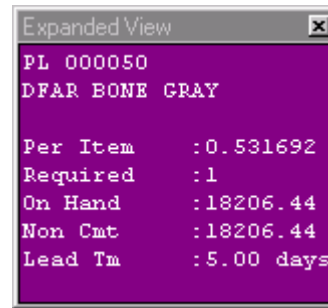 Expanded View
PL 000050
DFAR BONE GRAY
Per Item :0.531692
Required :1
On Hand :18206.44
Non Cmt :18206.44
Lead Tm :5.00 days